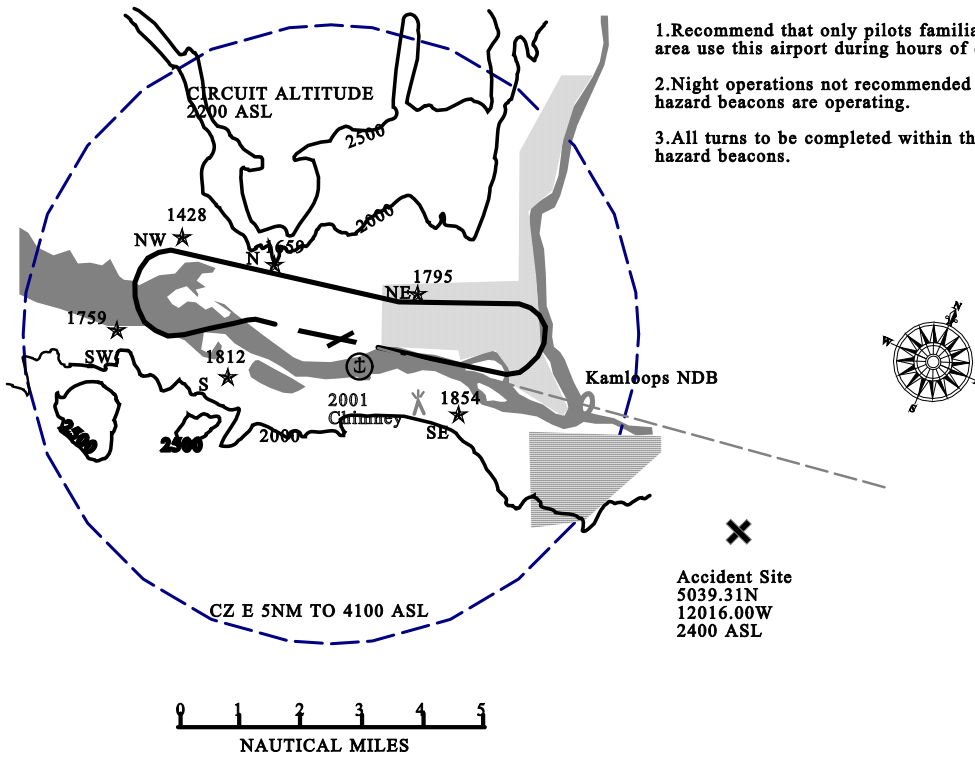 1.Recommend that only pilots
area use this airport during hours of
2.Night operations not recommended
hazard beacons are operating.
3.All turns to be completed within
hazard beacons.
CIRCUIT ALTITUDE
2200 ASL
2500
2000
1428
NW
N
1659
1795
NE
1759
SW
1812
S
Kamloops NDB
2001
Chimney
1854
SE
2500
2500
2000
N
W
S
Accident Site
5039.31N
12016.00W
2400 ASL
CZ E 5NM TO 4100 ASL
0 1 2 3 4 5
NAUTICAL MILES